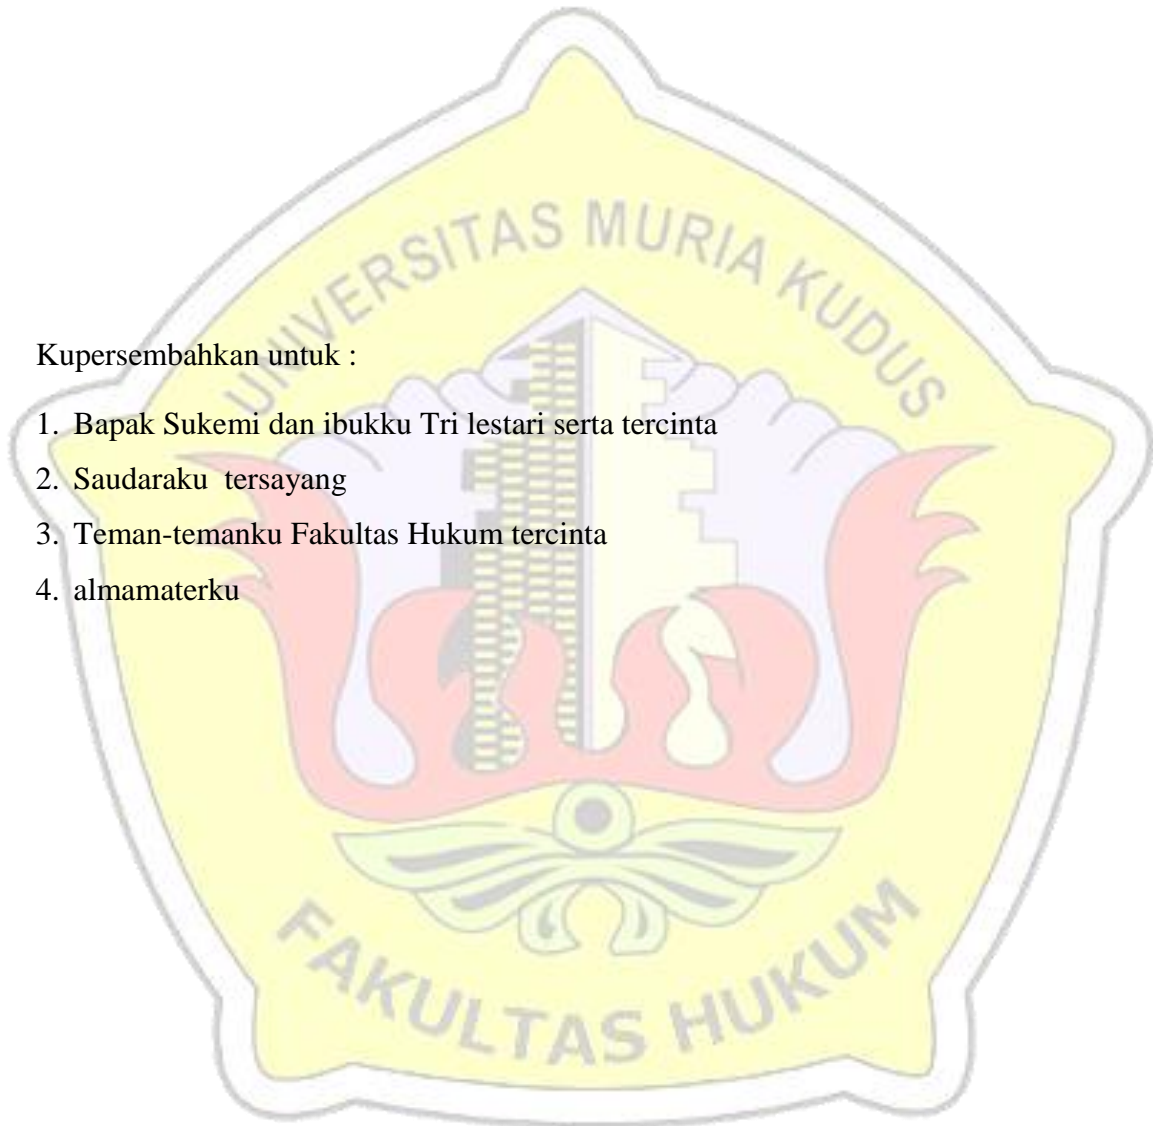 UNIVERSITAS MURIA KUDUS
Kupersembahkan untuk :
1. Bapak Sukemi dan ibukku Tri lestari serta tercinta
2. Saudaraku tersayang
3. Teman-temanku Fakultas Hukum tercinta
4. almamaterku
FAKULTAS HUKUM